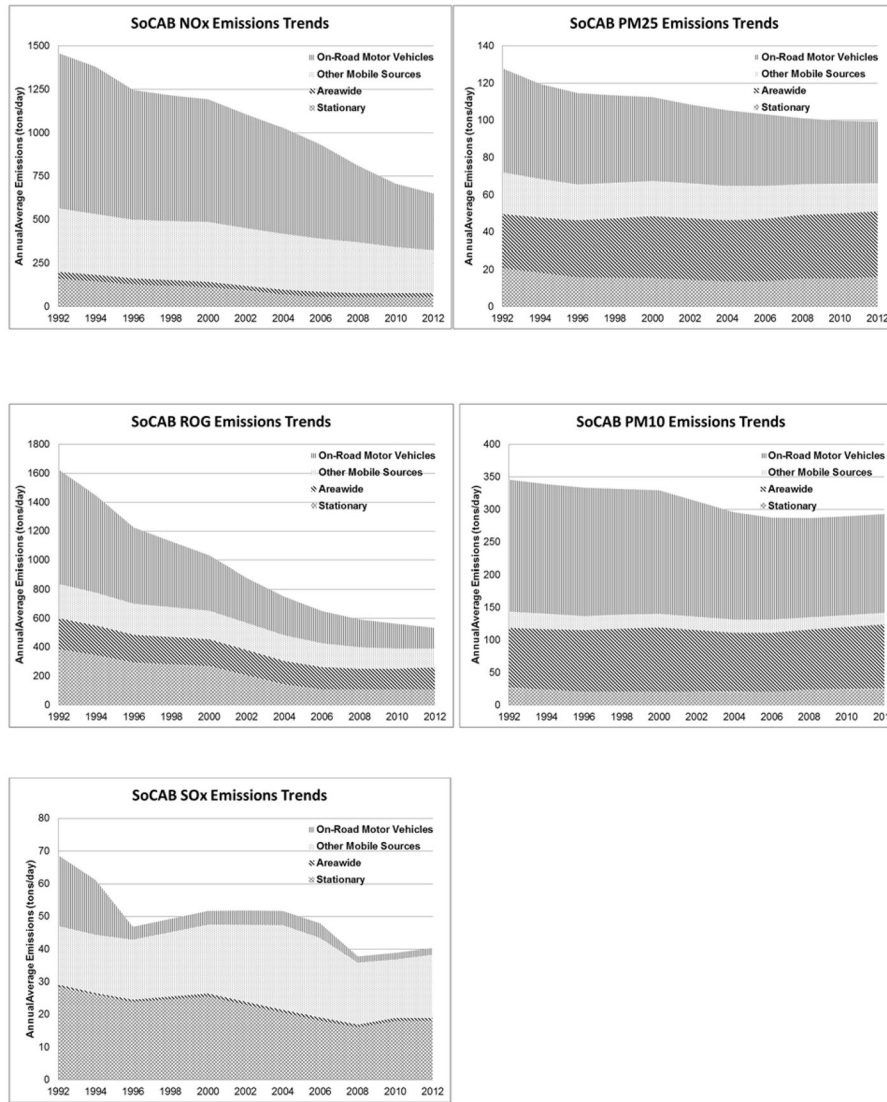 SoCAB NOx Emissions Trends
AnnualAverage Emissions (tons/day)
1500
1250
1000
750
500
250
0
On-Road Motor Vehicles
Other Mobile Sources
Areawide
Stationary
1992 1994 1996 1998 2000 2002 2004 2006 2008 2010 2012
SoCAB PM25 Emissions Trends
AnnualAverage Emissions (tons/day)
140
120
100
80
60
40
20
0
On-Road Motor Vehicles
Other Mobile Sources
Areawide
Stationary
1992 1994 1996 1998 2000 2002 2004 2006 2008 2010 2012
SoCAB ROG Emissions Trends
AnnualAverage Emissions (tons/day)
1800
1600
1400
1200
1000
800
600
400
200
0
On-Road Motor Vehicles
Other Mobile Sources
Areawide
Stationary
1992 1994 1996 1998 2000 2002 2004 2006 2008 2010 2012
SoCAB PM10 Emissions Trends
AnnualAverage Emissions (tons/day)
400
350
300
250
200
150
100
50
0
On-Road Motor Vehicles
Other Mobile Sources
Areawide
Stationary
1992 1994 1996 1998 2000 2002 2004 2006 2008 2010
SoCAB SOx Emissions Trends
AnnualAverage Emissions (tons/day)
80
70
60
50
40
30
20
10
0
On-Road Motor Vehicles
Other Mobile Sources
Areawide
Stationary
1992 1994 1996 1998 2000 2002 2004 2006 2008 2010 2012